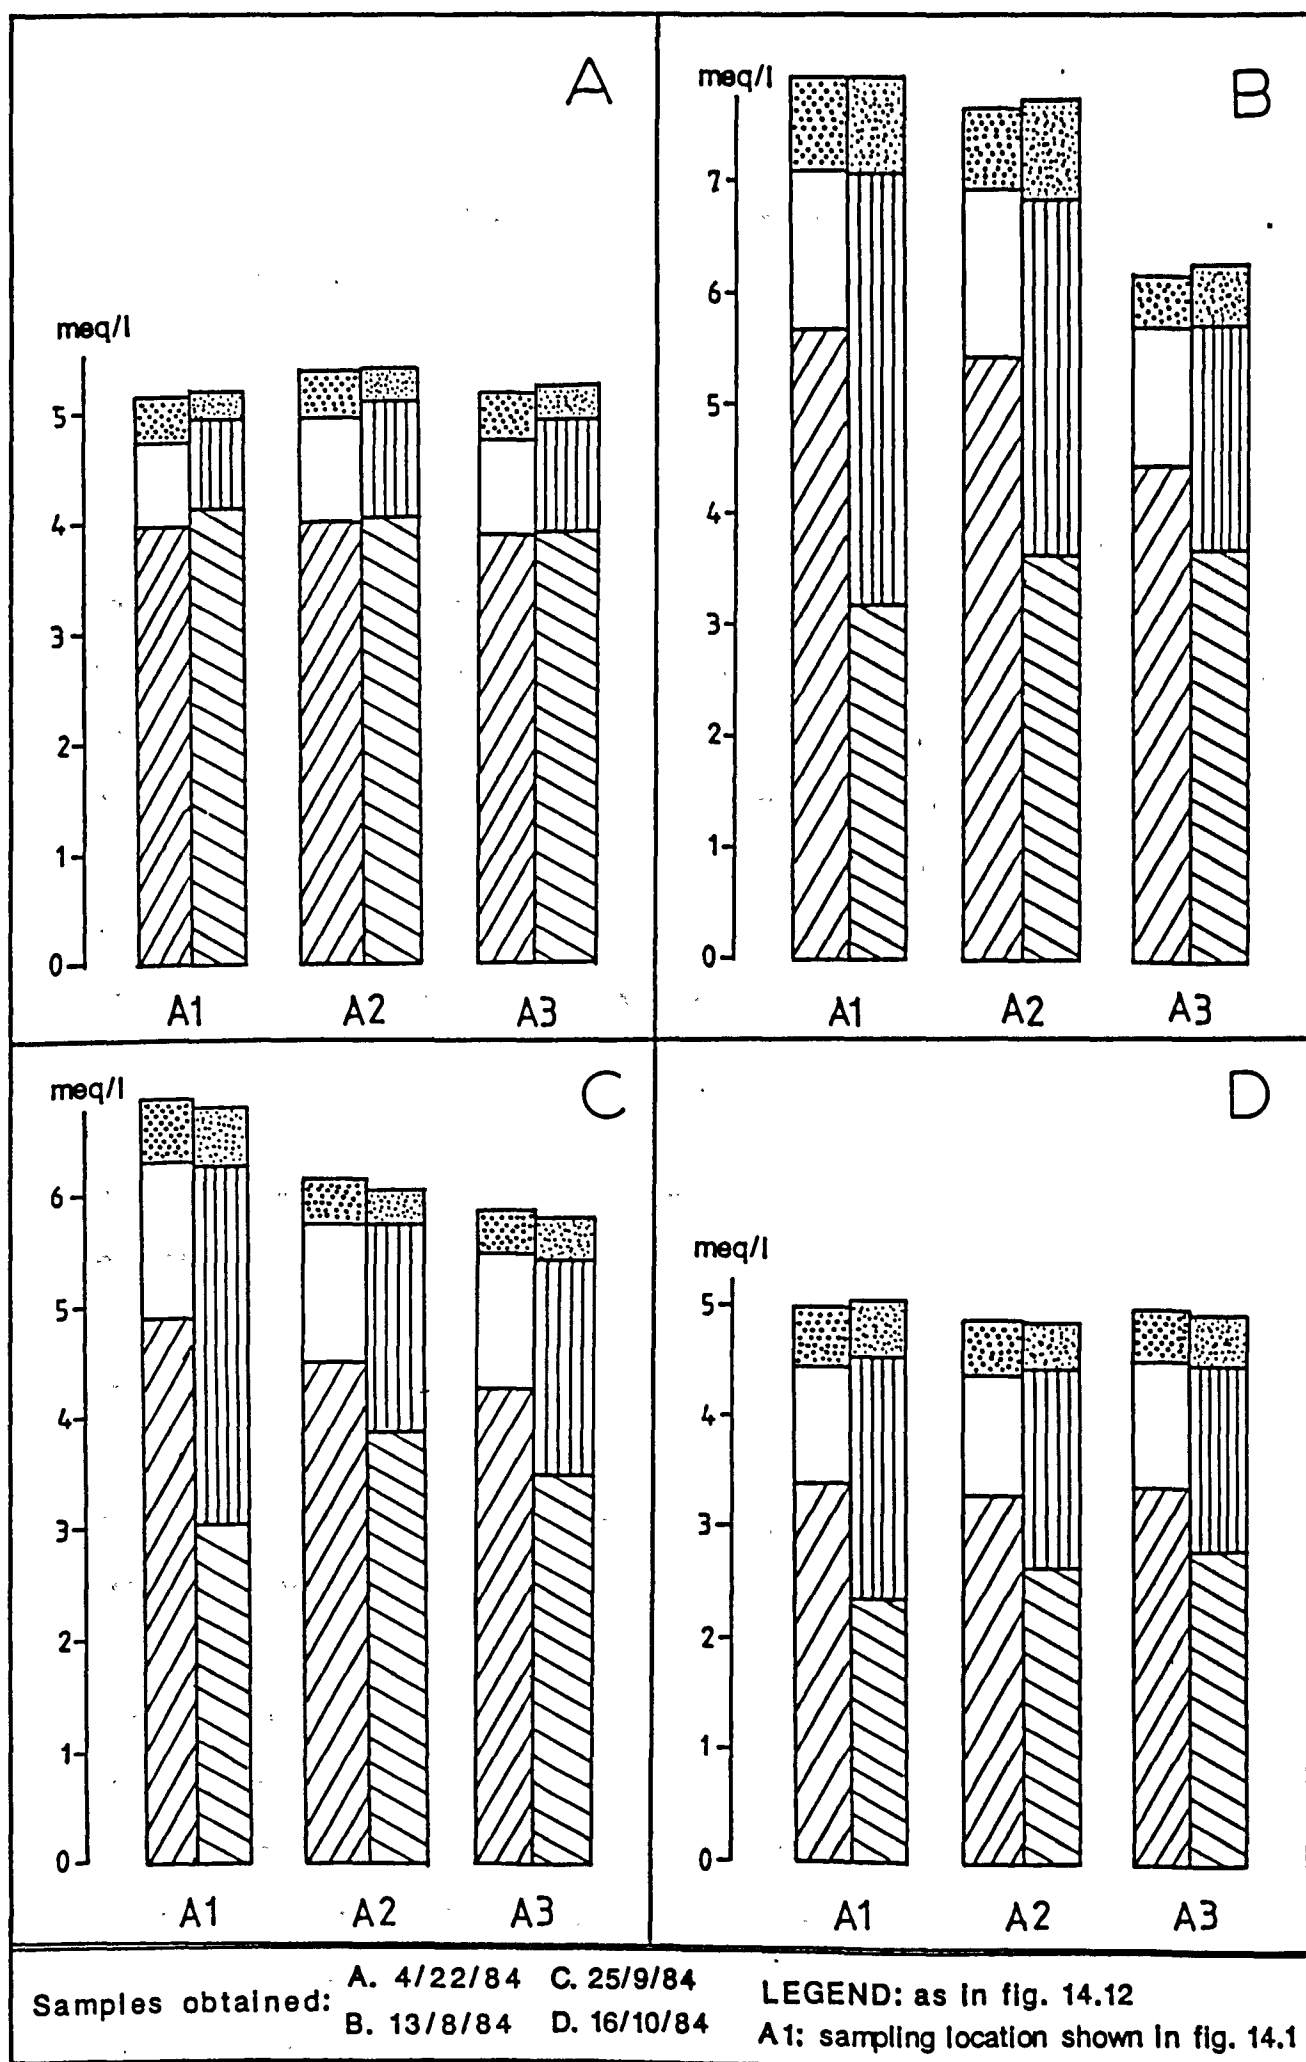 A
meq/l
5
4
3
2
1
0
A1 A2 A3
B
meq/l
7
6
5
4
3
2
1
0
A1 A2 A3
C
meq/l
6
5
4
3
2
1
0
A1 A2 A3
D
meq/l
5
4
3
2
1
0
A1 A2 A3
Samples obtained:
A. 4/22/84 C. 25/9/84
B. 13/8/84 D. 16/10/84
LEGEND: as in fig. 14.12
A1: sampling location shown in fig. 14.1